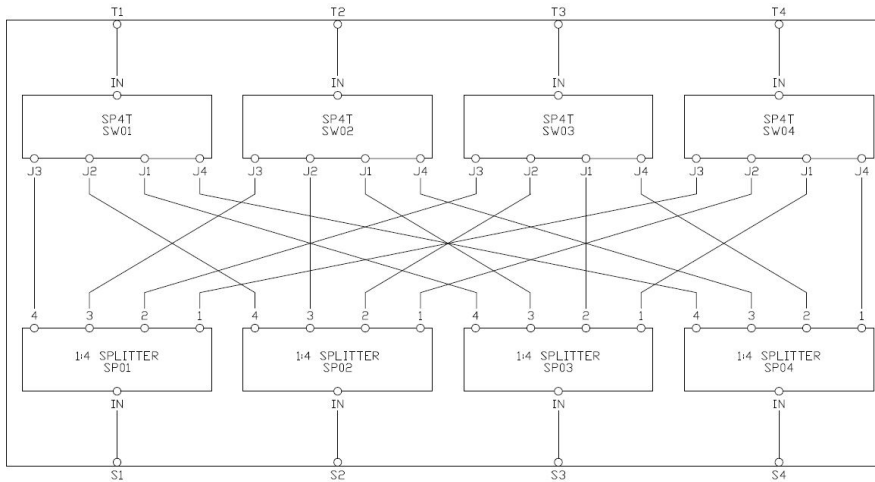 T1 T2 T3 T4
IN IN IN IN
SP4T SP4T SP4T SP4T
SW01 SW02 SW03 SW04
J3 J2 J1 J4 J3 J2 J1 J4 J3 J2 J1 J4 J3 J2 J1 J4
4 3 2 1 4 3 2 1 4 3 2 1 4 3 2 1
1:4 SPLITTER 1:4 SPLITTER 1:4 SPLITTER 1:4 SPLITTER
SP01 SP02 SP03 SP04
IN IN IN IN
S1 S2 S3 S4